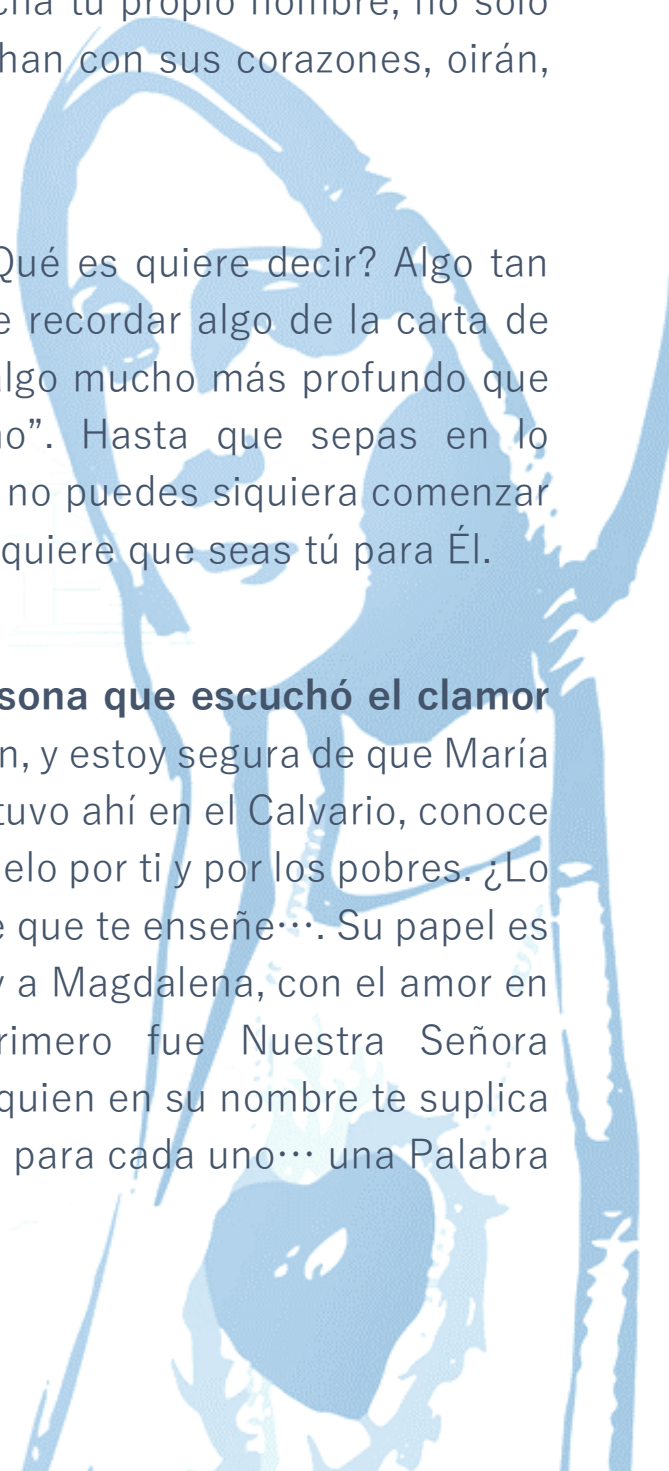 tu propio nombre, no sólo
han con sus corazones, oirán,
Qué es quiere decir? Algo tan
e recordar algo de la carta de
algo mucho más profundo que
no”. Hasta que sepas en lo
no puedes siquiera comenzar
quiere que seas tú para Él.
sona que escuchó el clamor
n, y estoy segura de que María
tuvo ahí en el Calvario, conoce
elo por ti y por los pobres. ¿Lo
e que te enseñe…. Su papel es
y a Magdalena, con el amor en
rimero fue Nuestra Señora
quien en su nombre te suplica
para cada uno… una Palabra